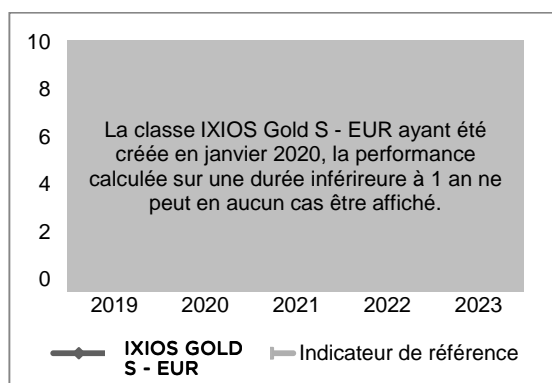 10
8
6
4
2
0
La classe IXIOS Gold S - EUR ayant été
créée en janvier 2020, la performance
calculée sur une durée inférireure à 1 an ne
peut en aucun cas être affiché.
2019 2020 2021 2022 2023
IXIOS GOLD
S - EUR
Indicateur de référence